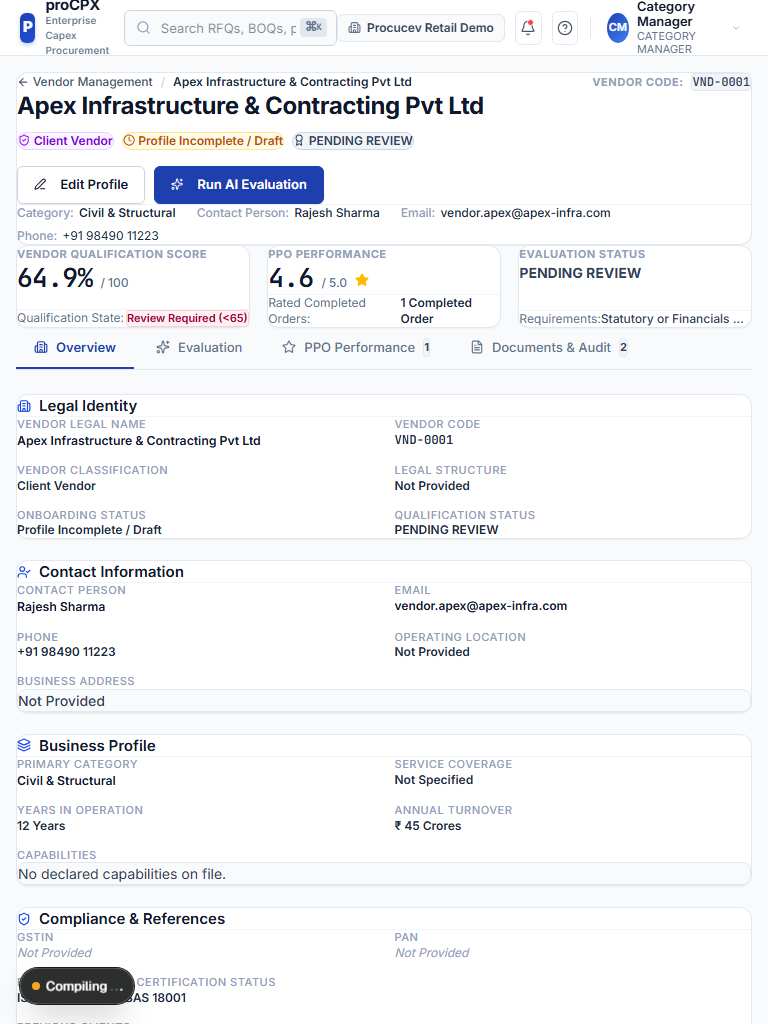 proCPX
Enterprise
Capex
Procurement
P
Search RFQs, BOQs, p
⌘K
Procucev Retail Demo
CM
Category
Manager
CATEGORY
MANAGER
Vendor Management / Apex Infrastructure & Contracting Pvt Ltd
VENDOR CODE: VND-0001
Apex Infrastructure & Contracting Pvt Ltd
Client Vendor
Profile Incomplete / Draft
PENDING REVIEW
Edit Profile
Run AI Evaluation
Category: Civil & Structural Contact Person: Rajesh Sharma Email: vendor.apex@apex-infra.com
Phone: +91 98490 11223
VENDOR QUALIFICATION SCORE
64.9% / 100
Qualification State: Review Required (<65)
PPO PERFORMANCE
4.6 / 5.0
Rated Completed
Orders:
1 Completed
Order
EVALUATION STATUS
PENDING REVIEW
Requirements:Statutory or Financials ...
Overview
Evaluation
PPO Performance 1
Documents & Audit 2
Legal Identity
VENDOR LEGAL NAME
Apex Infrastructure & Contracting Pvt Ltd
VENDOR CODE
VND-0001
VENDOR CLASSIFICATION
Client Vendor
LEGAL STRUCTURE
Not Provided
ONBOARDING STATUS
Profile Incomplete / Draft
QUALIFICATION STATUS
PENDING REVIEW
Contact Information
CONTACT PERSON
Rajesh Sharma
EMAIL
vendor.apex@apex-infra.com
PHONE
+91 98490 11223
OPERATING LOCATION
Not Provided
BUSINESS ADDRESS
Not Provided
Business Profile
PRIMARY CATEGORY
Civil & Structural
SERVICE COVERAGE
Not Specified
YEARS IN OPERATION
12 Years
ANNUAL TURNOVER
₹ 45 Crores
CAPABILITIES
No declared capabilities on file.
Compliance & References
GSTIN
Not Provided
PAN
Not Provided
CERTIFICATION STATUS
18001
Compiling ...